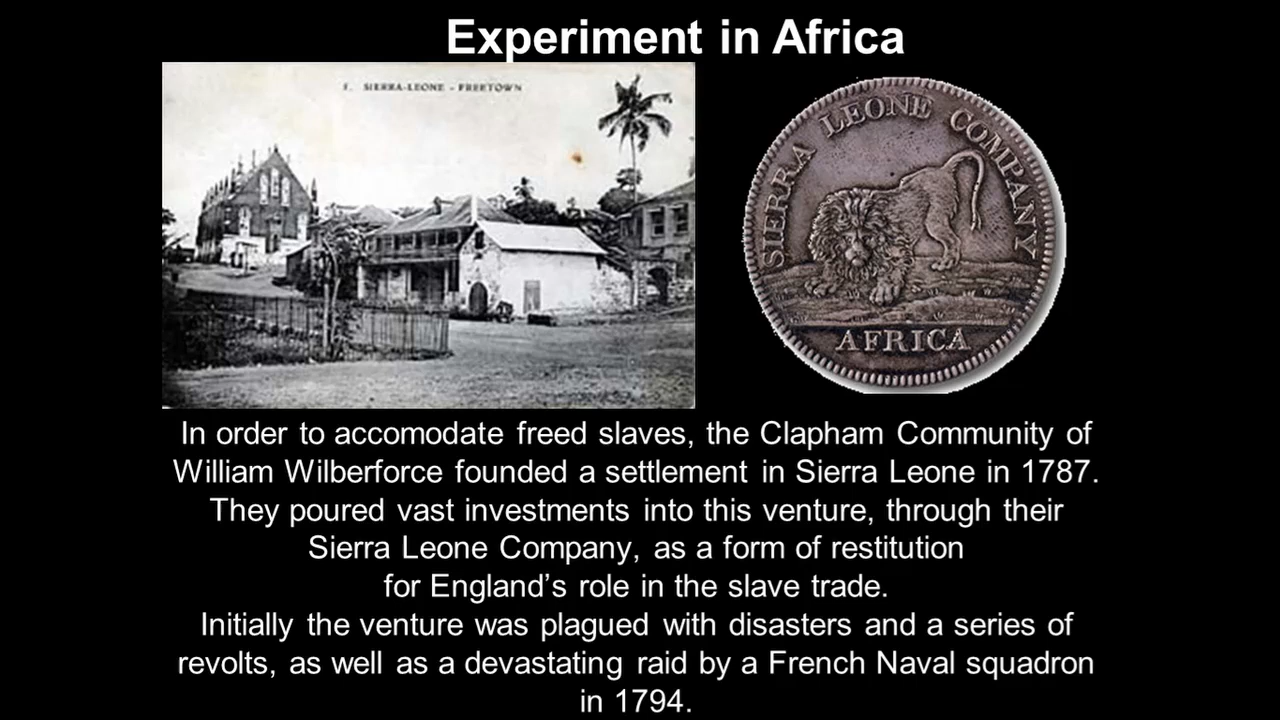 Experiment in Africa
1. SIERRA-LEONE - FREETOWN
SIERRA LEONE COMPANY
AFRICA
In order to accomodate freed slaves, the Clapham Community of
William Wilberforce founded a settlement in Sierra Leone in 1787.
They poured vast investments into this venture, through their
Sierra Leone Company, as a form of restitution
for England’s role in the slave trade.
Initially the venture was plagued with disasters and a series of
revolts, as well as a devastating raid by a French Naval squadron
in 1794.